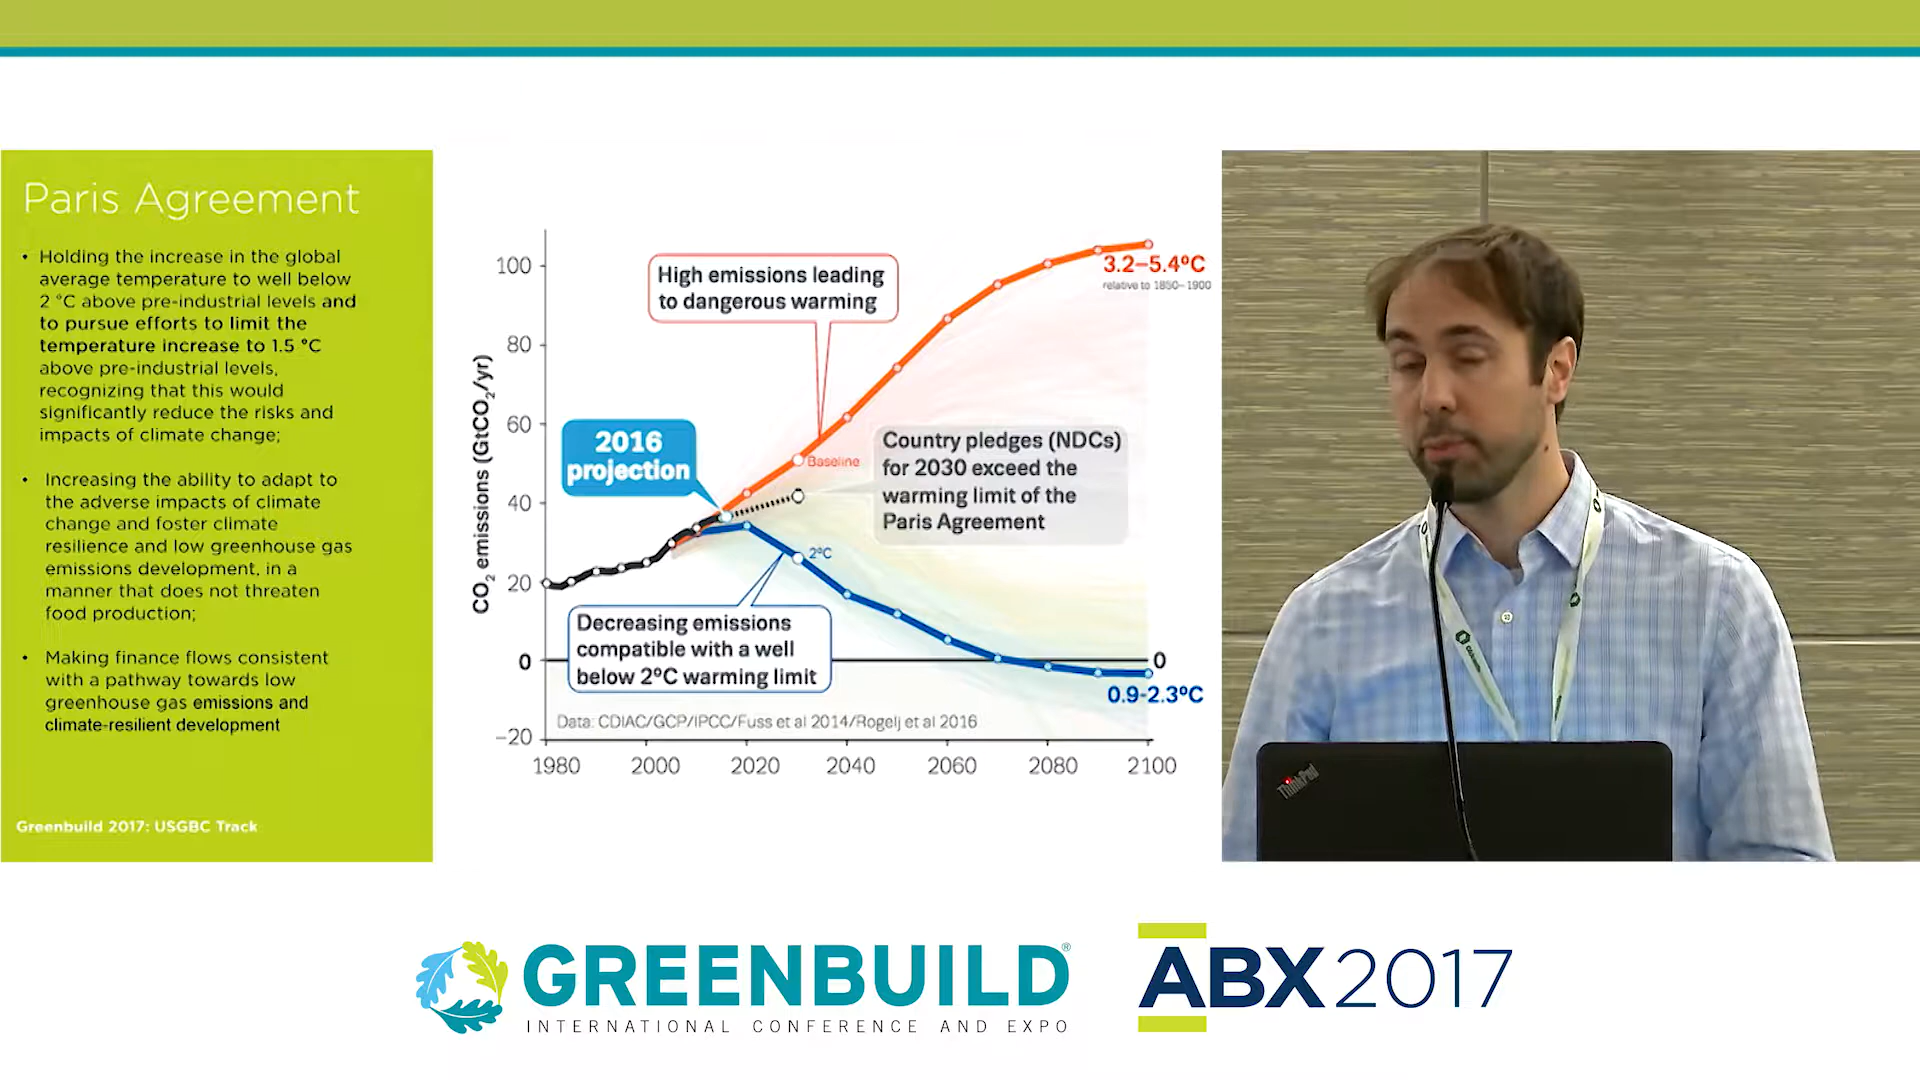 Paris Agreement
• Holding the increase in the global
average temperature to well below
2 °C above pre-industrial levels and
to pursue efforts to limit the
temperature increase to 1.5 °C
above pre-industrial levels,
recognizing that this would
significantly reduce the risks and
impacts of climate change;
• Increasing the ability to adapt to
the adverse impacts of climate
change and foster climate
resilience and low greenhouse gas
emissions development, in a
manner that does not threaten
food production;
• Making finance flows consistent
with a pathway towards low
greenhouse gas emissions and
climate-resilient development
Greenbuild 2017: USGBC Track
CO₂ emissions (GtCO₂/yr)
100
80
60
40
20
0
−20
1980 2000 2020 2040 2060 2080 2100
High emissions leading
to dangerous warming
3.2–5.4ºC
relative to 1850–1900
2016
projection
Baseline
Country pledges (NDCs)
for 2030 exceed the
warming limit of the
Paris Agreement
2ºC
Decreasing emissions
compatible with a well
below 2ºC warming limit
0
0.9-2.3ºC
Data: CDIAC/GCP/IPCC/Fuss et al 2014/Rogelj et al 2016
ThinkPad
GREENBUILD®
INTERNATIONAL CONFERENCE AND EXPO
ABX2017